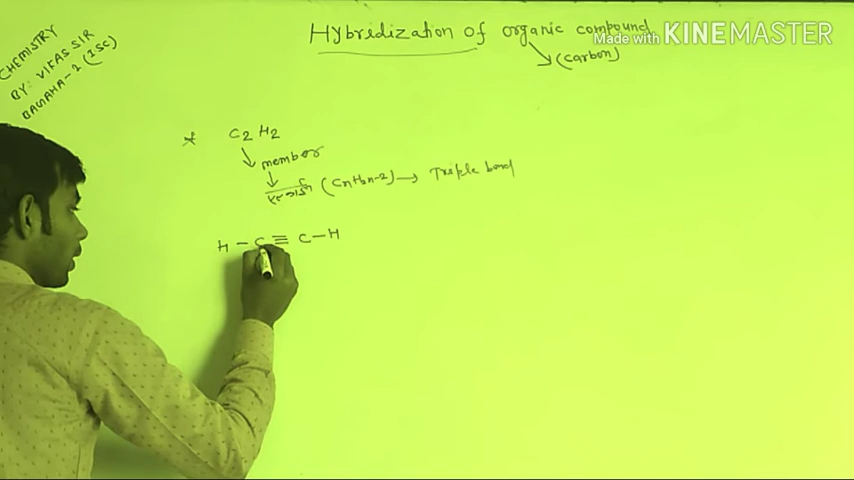 Hybridization of organic compound
Made with KINEMASTER
(carbon)
CHEMISTRY
BY: VIKAS SIR
BAGAHA-2 (ISC)
* C2 H2
member
(CnH2n-2) → Triple bond
H - C ≡ C - H